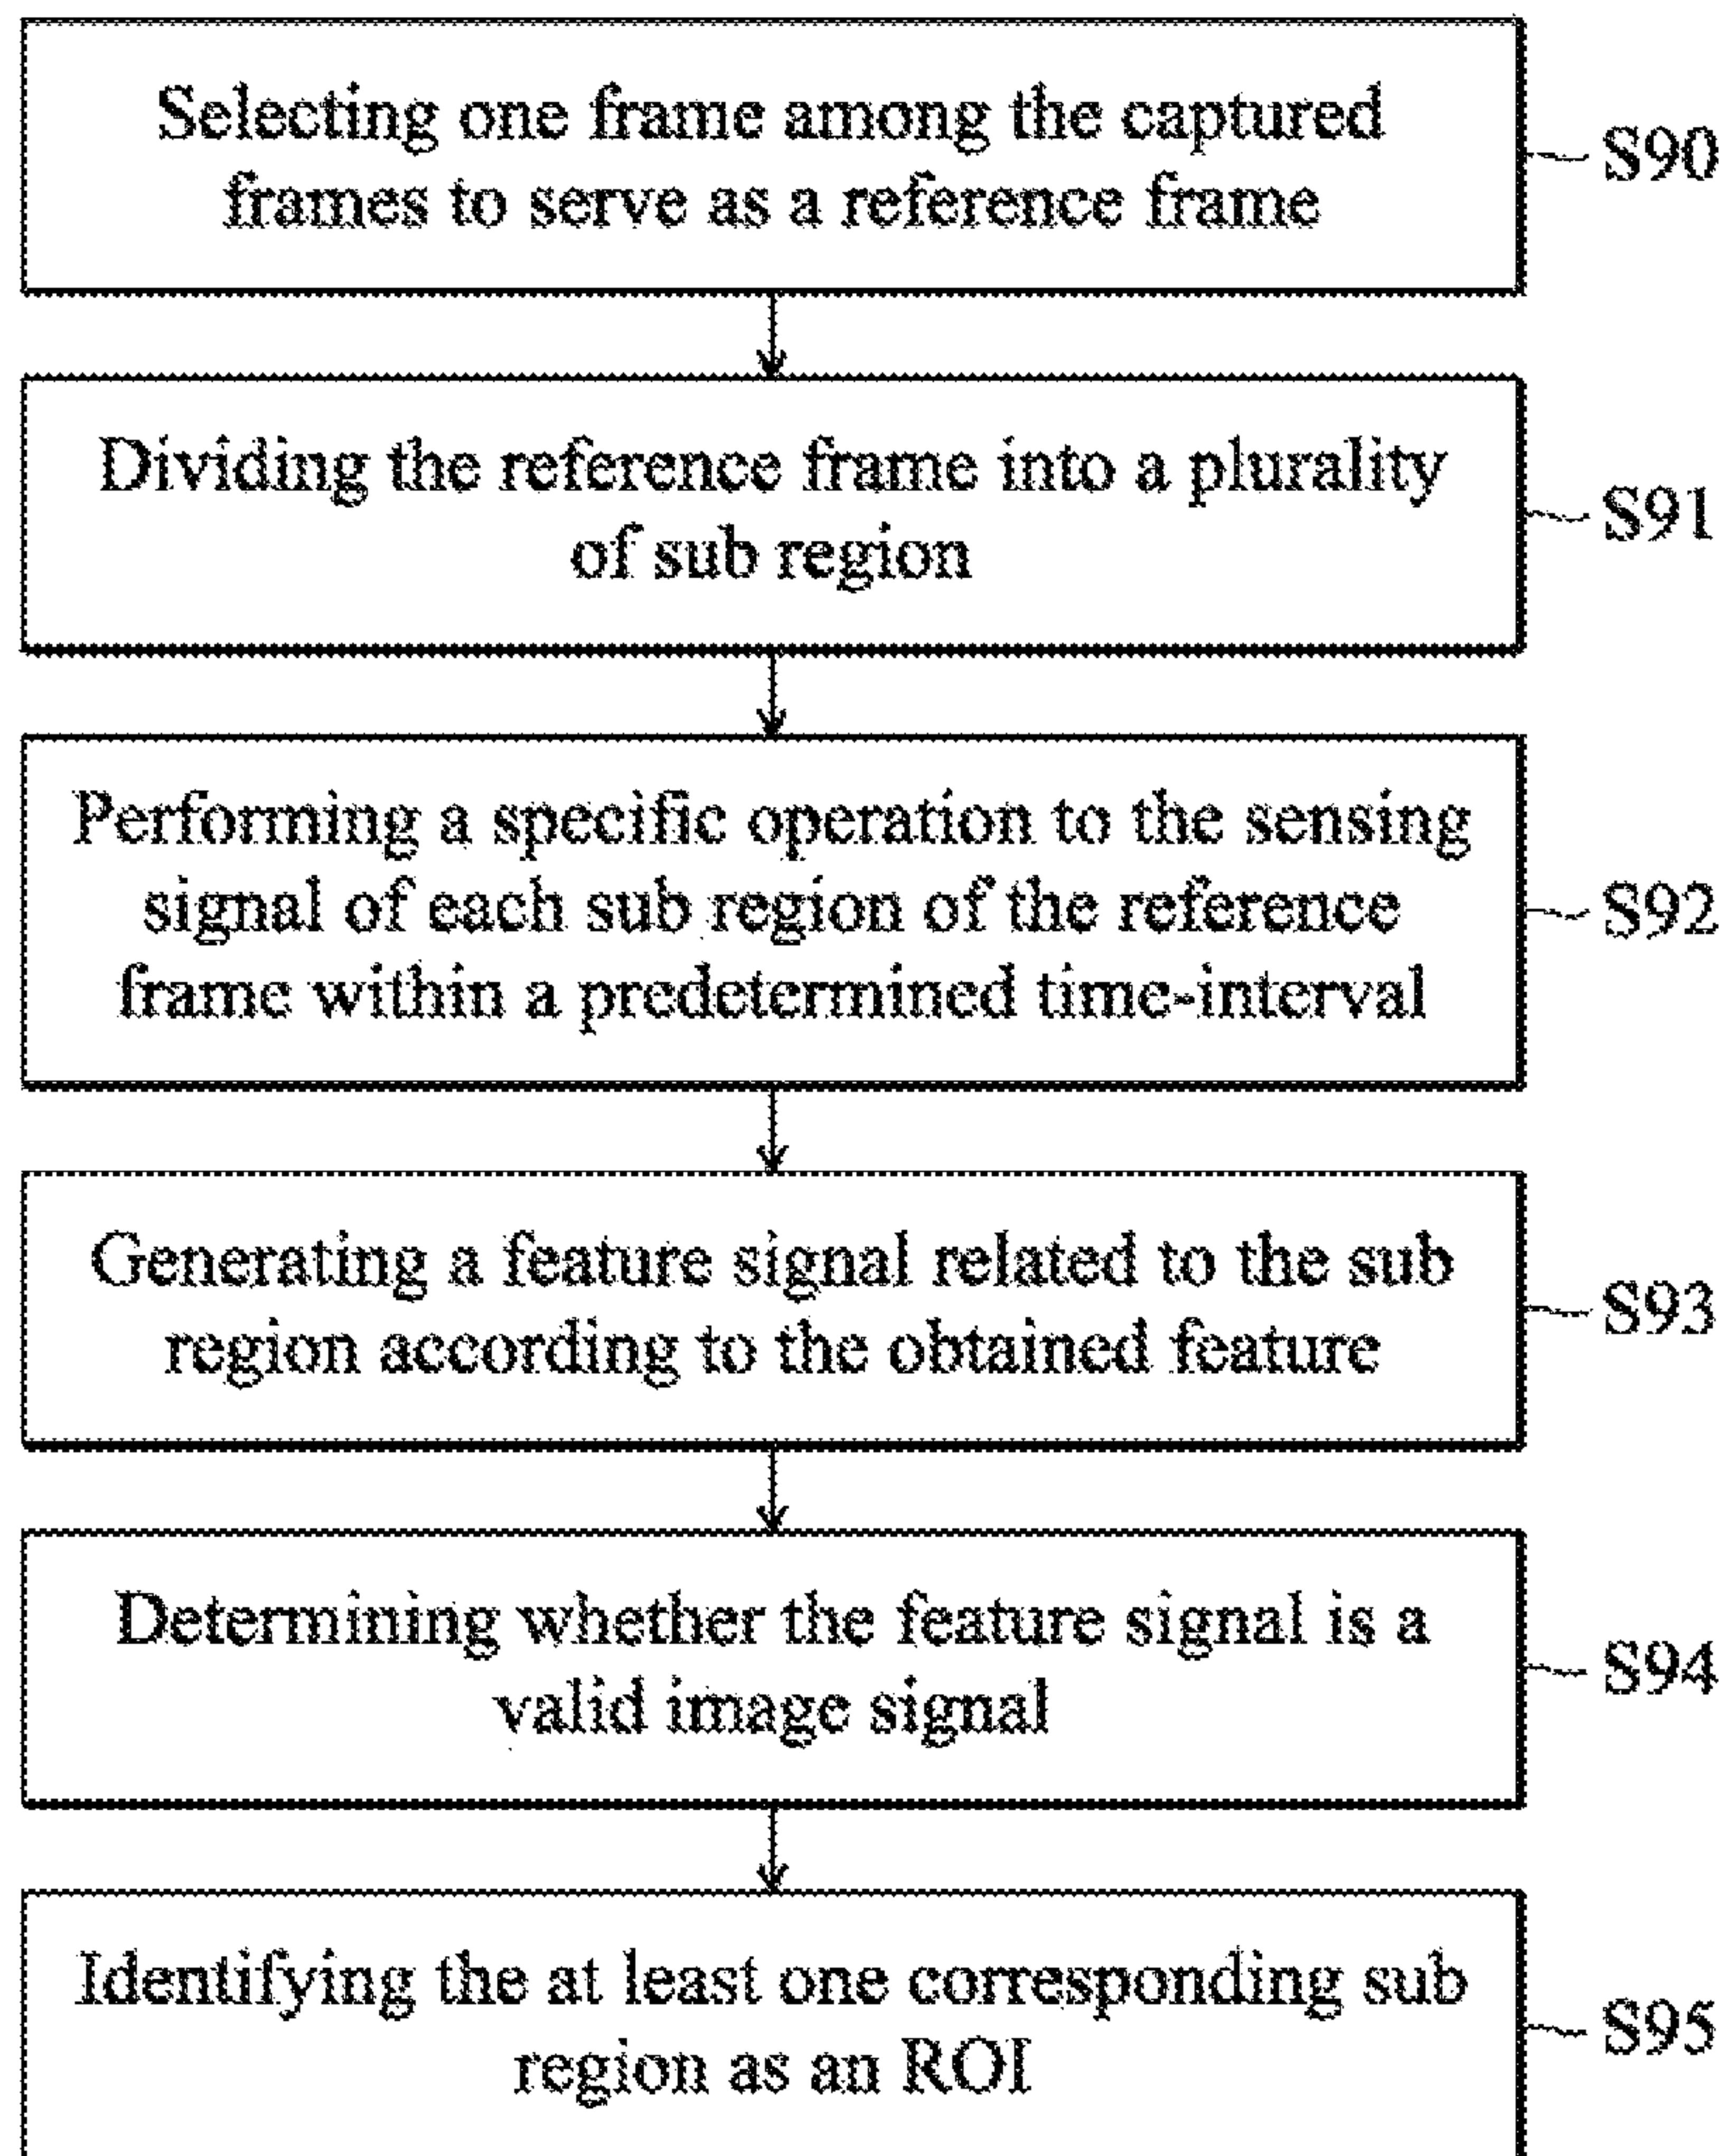 Selecting one frame among the captured
frames to serve as a reference frame
S90
Dividing the reference frame into a plurality
of sub region
S91
Performing a specific operation to the sensing
signal of each sub region of the reference
frame within a predetermined time-interval
S92
Generating a feature signal related to the sub
region according to the obtained feature
S93
Determining whether the feature signal is a
valid image signal
S94
Identifying the at least one corresponding sub
region as an ROI
S95